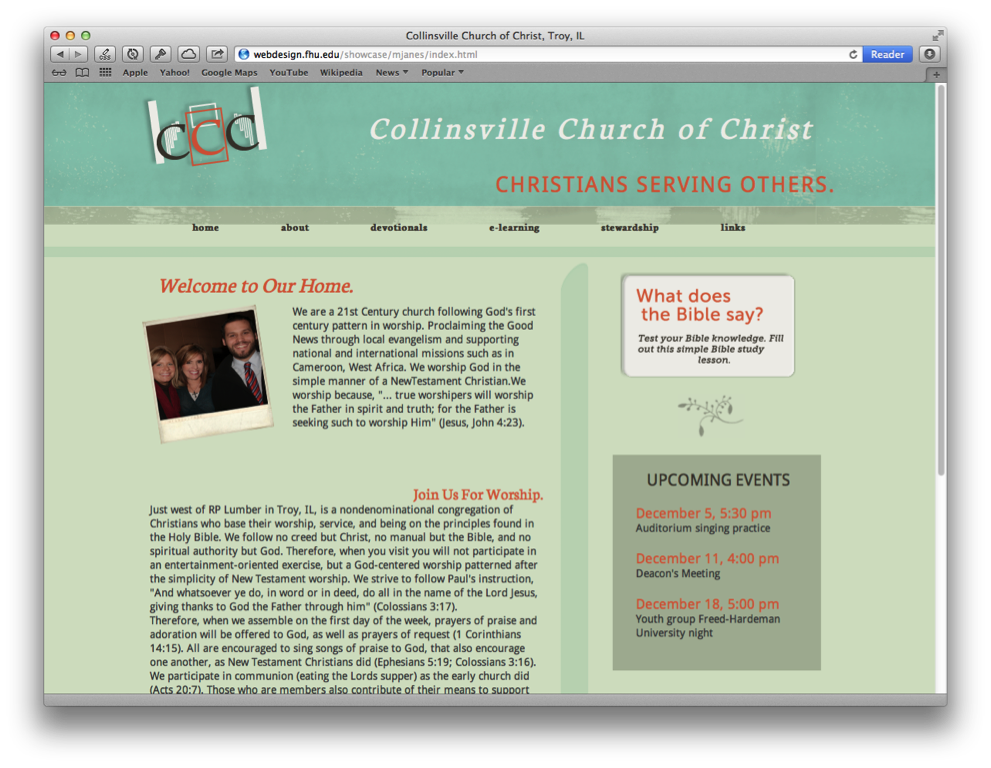 Collinsville Church of Christ, Troy, IL
css
webdesign.fhu.edu/showcase/mjanes/index.html
Reader
Apple Yahoo! Google Maps YouTube Wikipedia News ▾ Popular ▾
CCC
Collinsville Church of Christ
CHRISTIANS SERVING OTHERS.
home about devotionals e-learning stewardship links
Welcome to Our Home.
We are a 21st Century church following God's first
century pattern in worship. Proclaiming the Good
News through local evangelism and supporting
national and international missions such as in
Cameroon, West Africa. We worship God in the
simple manner of a NewTestament Christian.We
worship because, "... true worshipers will worship
the Father in spirit and truth; for the Father is
seeking such to worship Him" (Jesus, John 4:23).
Join Us For Worship.
Just west of RP Lumber in Troy, IL, is a nondenominational congregation of
Christians who base their worship, service, and being on the principles found in
the Holy Bible. We follow no creed but Christ, no manual but the Bible, and no
spiritual authority but God. Therefore, when you visit you will not participate in
an entertainment-oriented exercise, but a God-centered worship patterned after
the simplicity of New Testament worship. We strive to follow Paul's instruction,
"And whatsoever ye do, in word or in deed, do all in the name of the Lord Jesus,
giving thanks to God the Father through him" (Colossians 3:17).
Therefore, when we assemble on the first day of the week, prayers of praise and
adoration will be offered to God, as well as prayers of request (1 Corinthians
14:15). All are encouraged to sing songs of praise to God, that also encourage
one another, as New Testament Christians did (Ephesians 5:19; Colossians 3:16).
We participate in communion (eating the Lords supper) as the early church did
(Acts 20:7). Those who are members also contribute of their means to support
What does
the Bible say?
Test your Bible knowledge. Fill
out this simple Bible study
lesson.
UPCOMING EVENTS
December 5, 5:30 pm
Auditorium singing practice
December 11, 4:00 pm
Deacon's Meeting
December 18, 5:00 pm
Youth group Freed-Hardeman
University night